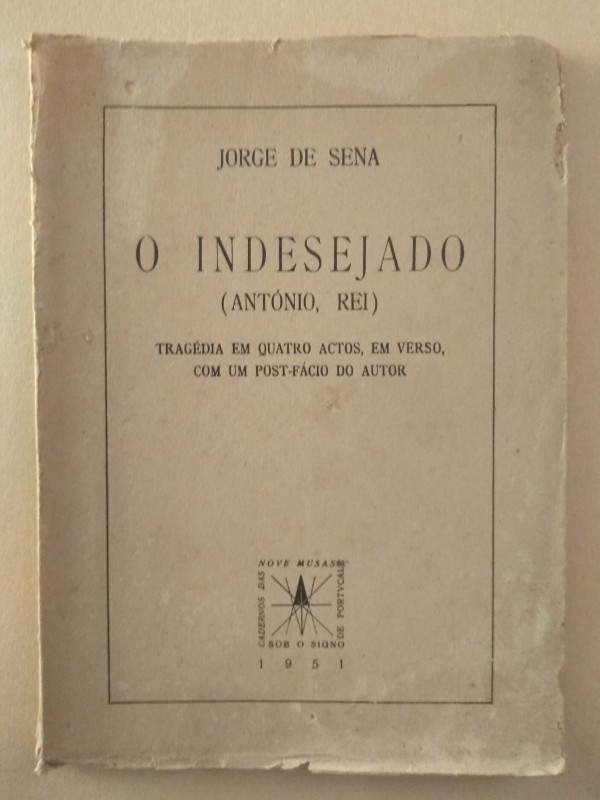 JORGE DE SENA
O INDESEJADO
(ANTÓNIO, REI)
TRAGÉDIA EM QUATRO ACTOS, EM VERSO,
COM UM POST-FÁCIO DO AUTOR
CADERNOS DAS
NOVE MUSAS
SOB O SIGNO
DE PORTVCALE
1951